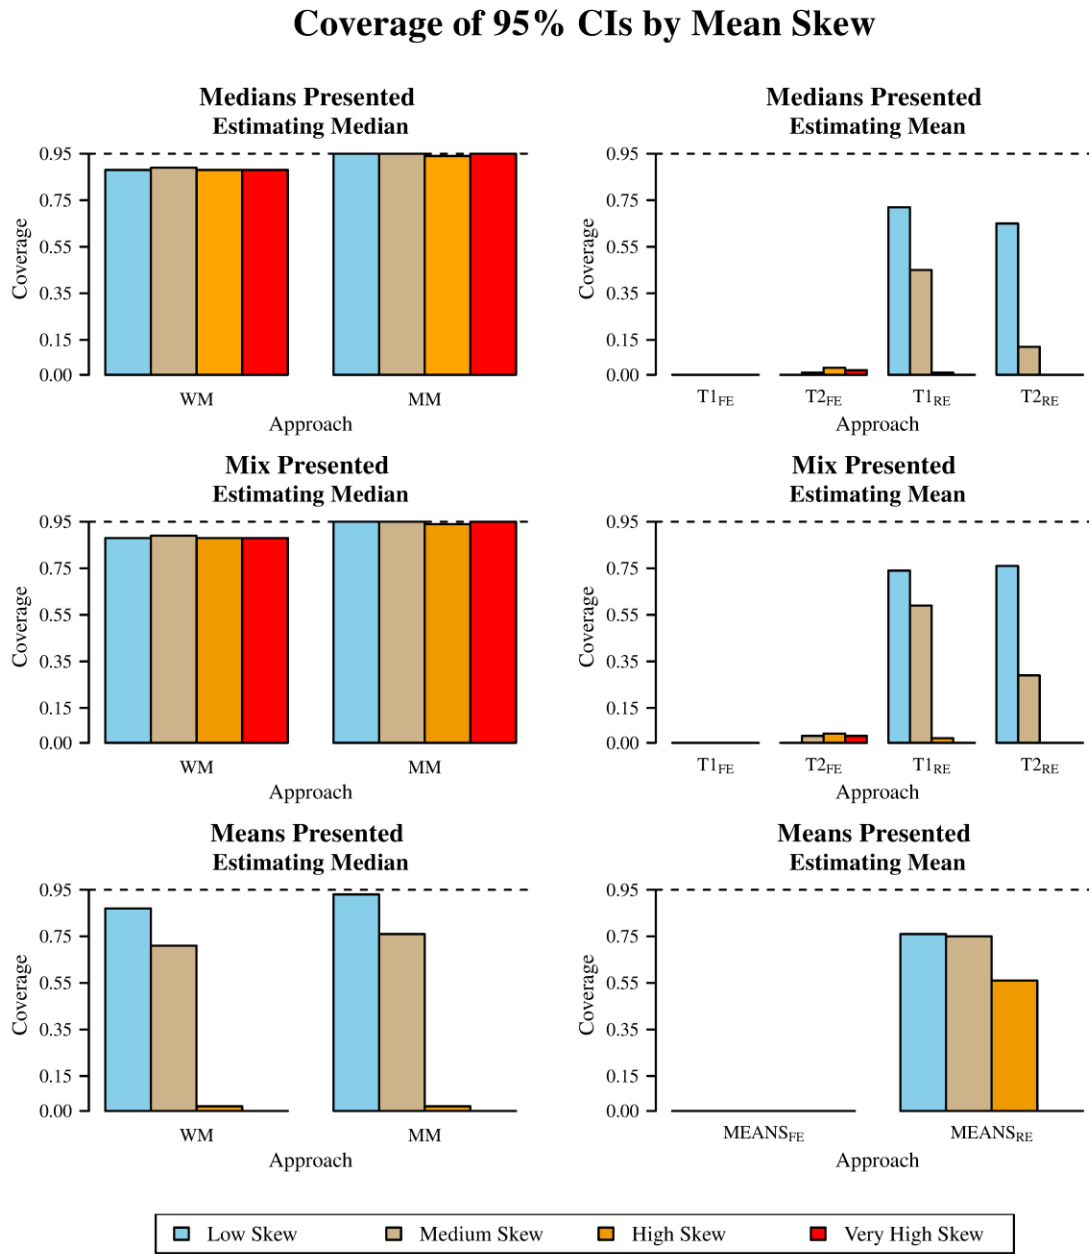 Coverage of 95% CIs by Mean Skew
Medians Presented
Estimating Median
0.95
0.75
0.55
0.35
0.15
0.00
Coverage
WM
MM
Approach
Medians Presented
Estimating Mean
0.95
0.75
0.55
0.35
0.15
0.00
Coverage
T1FE
T2FE
T1RE
T2RE
Approach
Mix Presented
Estimating Median
0.95
0.75
0.55
0.35
0.15
0.00
Coverage
WM
MM
Approach
Mix Presented
Estimating Mean
0.95
0.75
0.55
0.35
0.15
0.00
Coverage
T1FE
T2FE
T1RE
T2RE
Approach
Means Presented
Estimating Median
0.95
0.75
0.55
0.35
0.15
0.00
Coverage
WM
MM
Approach
Means Presented
Estimating Mean
0.95
0.75
0.55
0.35
0.15
0.00
Coverage
MEANSFE
MEANSRE
Approach
Low Skew
Medium Skew
High Skew
Very High Skew